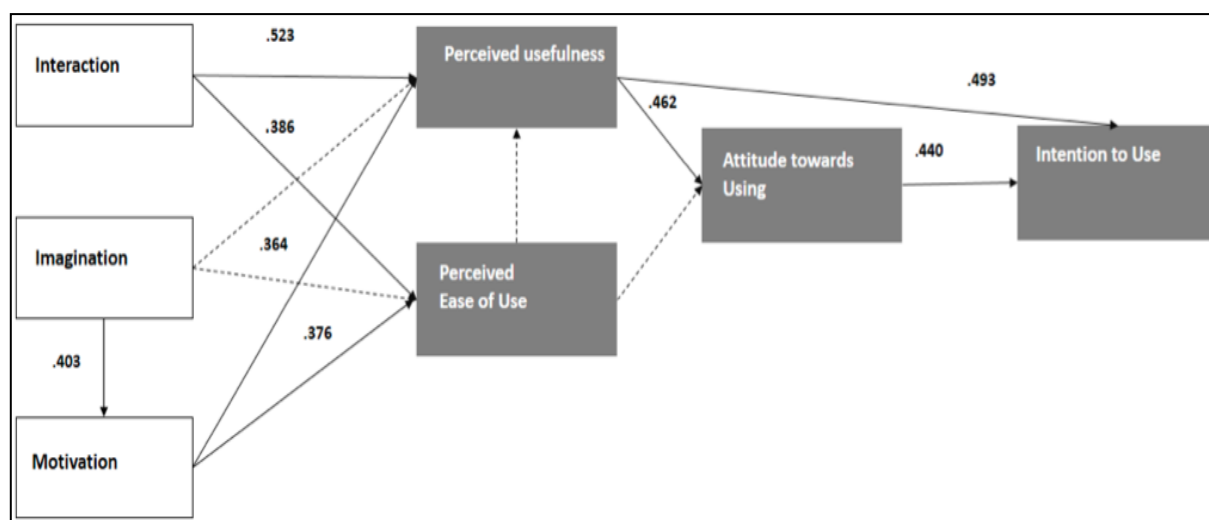 .523
Perceived usefulness
Interaction
.493
.462
.386
Attitude towards
Using
.440
Intention to Use
.364
Imagination
Perceived
Ease of Use
.376
.403
Motivation